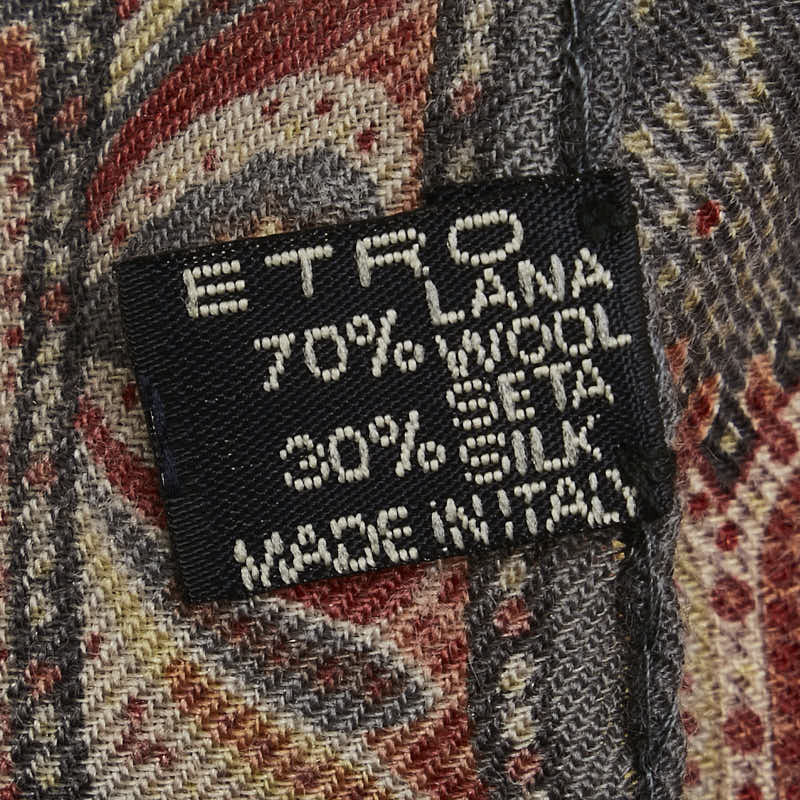 ETRO
70% LANA
WOOL
30% SETA
SILK
MADE IN ITALY